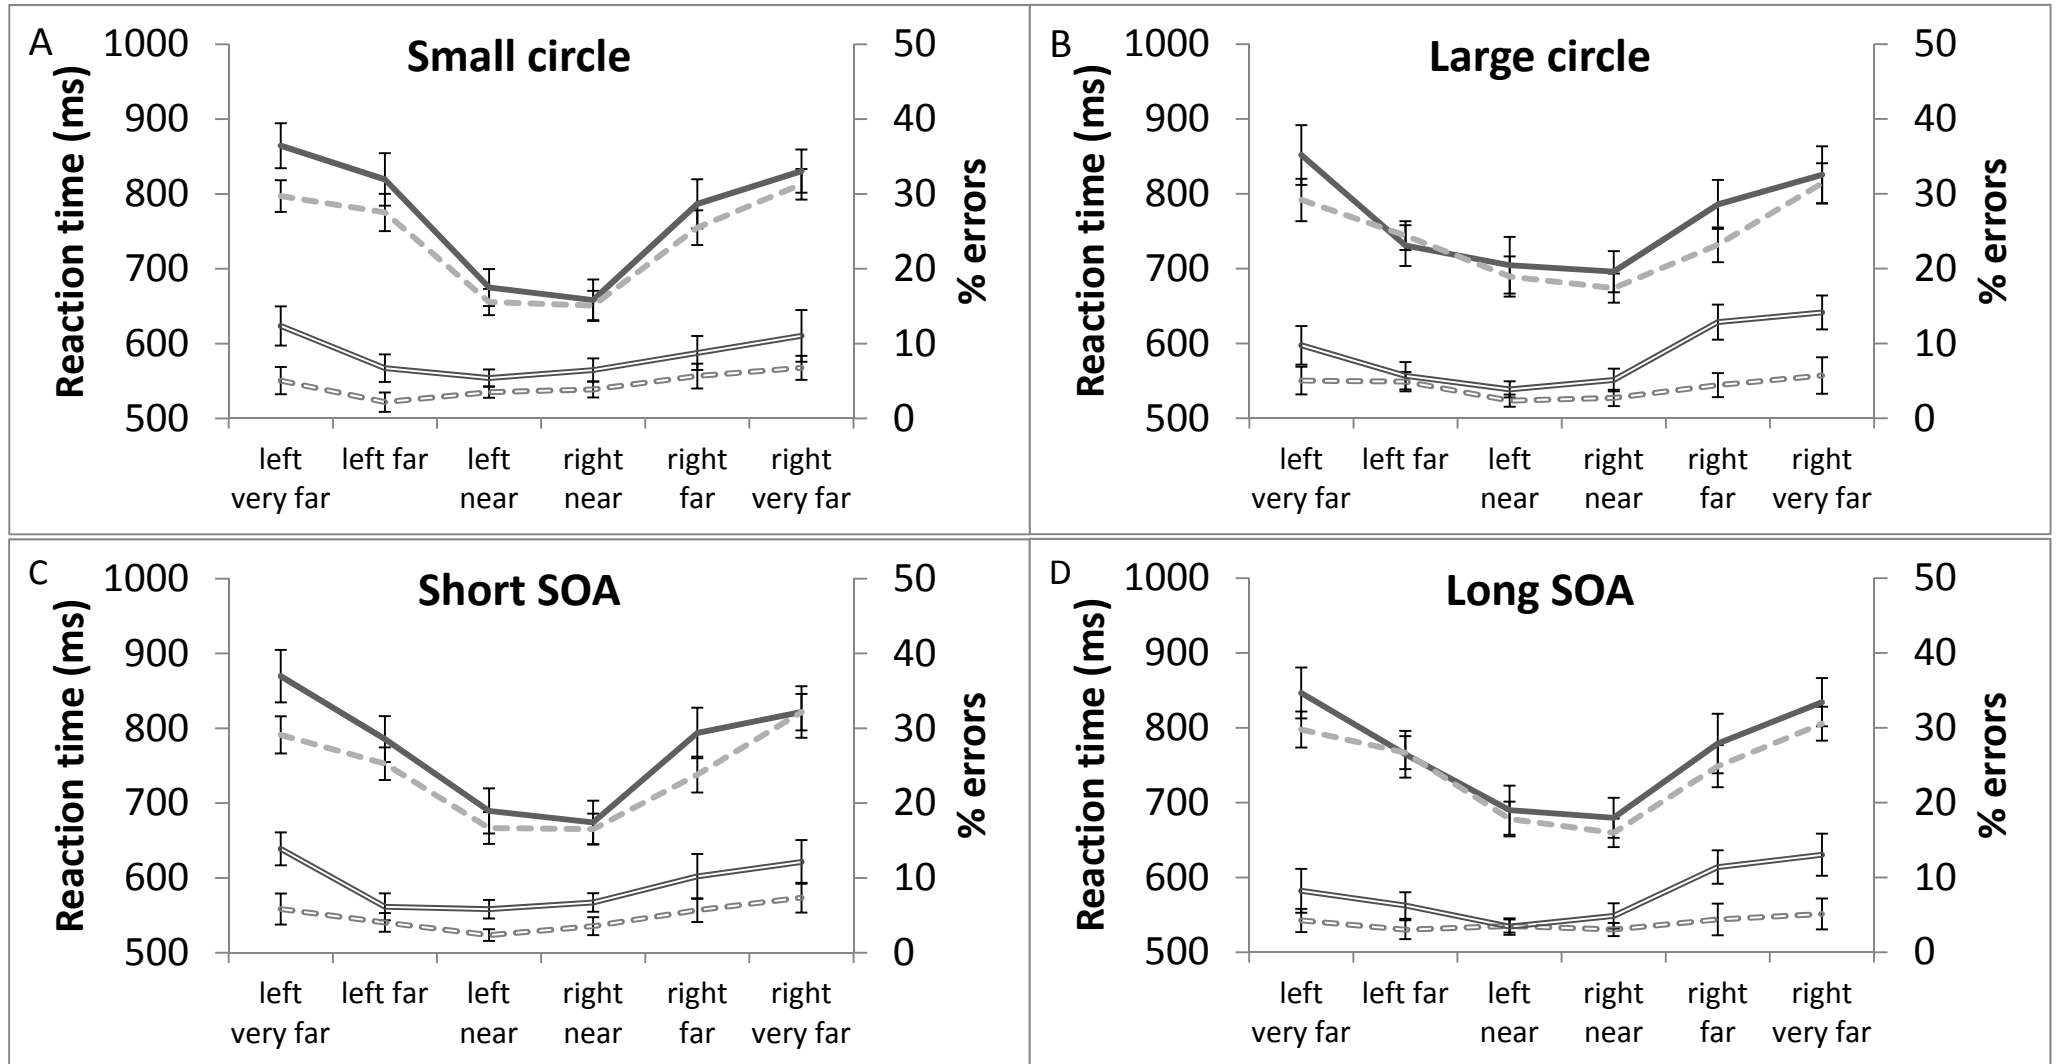 A
Small circle
Reaction time (ms)
1000
900
800
700
600
500
50
40
30
20
10
0
% errors
left very far
left far
left near
right near
right far
right very far
B
Large circle
Reaction time (ms)
1000
900
800
700
600
500
50
40
30
20
10
0
% errors
left very far
left far
left near
right near
right far
right very far
C
Short SOA
Reaction time (ms)
1000
900
800
700
600
500
50
40
30
20
10
0
% errors
left very far
left far
left near
right near
right far
right very far
D
Long SOA
Reaction time (ms)
1000
900
800
700
600
500
50
40
30
20
10
0
% errors
left very far
left far
left near
right near
right far
right very far